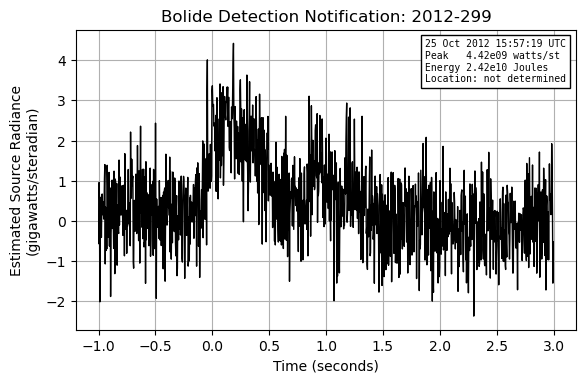 Bolide Detection Notification: 2012-299
25 Oct 2012 15:57:19 UTC
Peak   4.42e09 watts/st
Energy 2.42e10 Joules
Location: not determined
Estimated Source Radiance
(gigawatts/steradian)
4
3
2
1
0
−1
−2
−1.0 −0.5 0.0 0.5 1.0 1.5 2.0 2.5 3.0
Time (seconds)